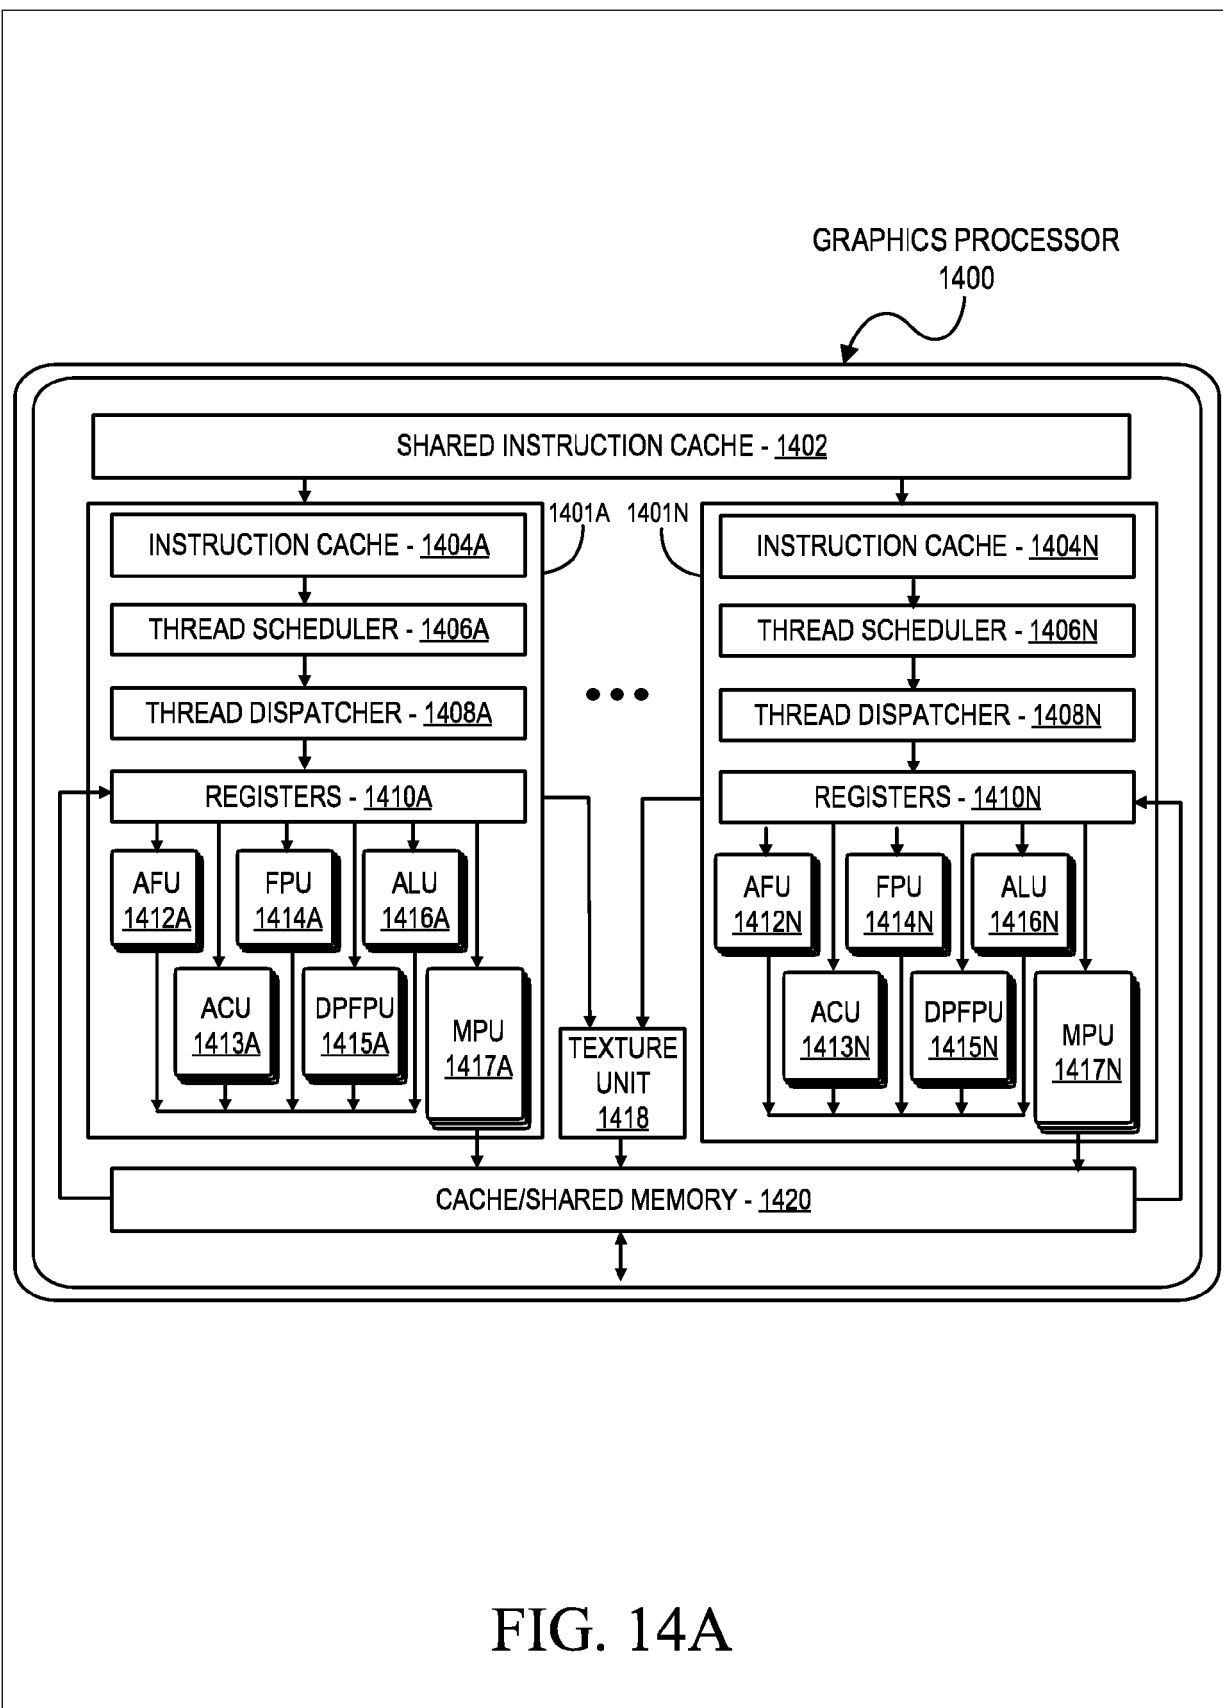 GRAPHICS PROCESSOR
1400
SHARED INSTRUCTION CACHE - 1402
1401A
1401N
INSTRUCTION CACHE - 1404A
THREAD SCHEDULER - 1406A
THREAD DISPATCHER - 1408A
REGISTERS - 1410A
AFU
1412A
FPU
1414A
ALU
1416A
ACU
1413A
DPFPU
1415A
MPU
1417A
INSTRUCTION CACHE - 1404N
THREAD SCHEDULER - 1406N
THREAD DISPATCHER - 1408N
REGISTERS - 1410N
AFU
1412N
FPU
1414N
ALU
1416N
ACU
1413N
DPFPU
1415N
MPU
1417N
TEXTURE
UNIT
1418
CACHE/SHARED MEMORY - 1420
FIG. 14A